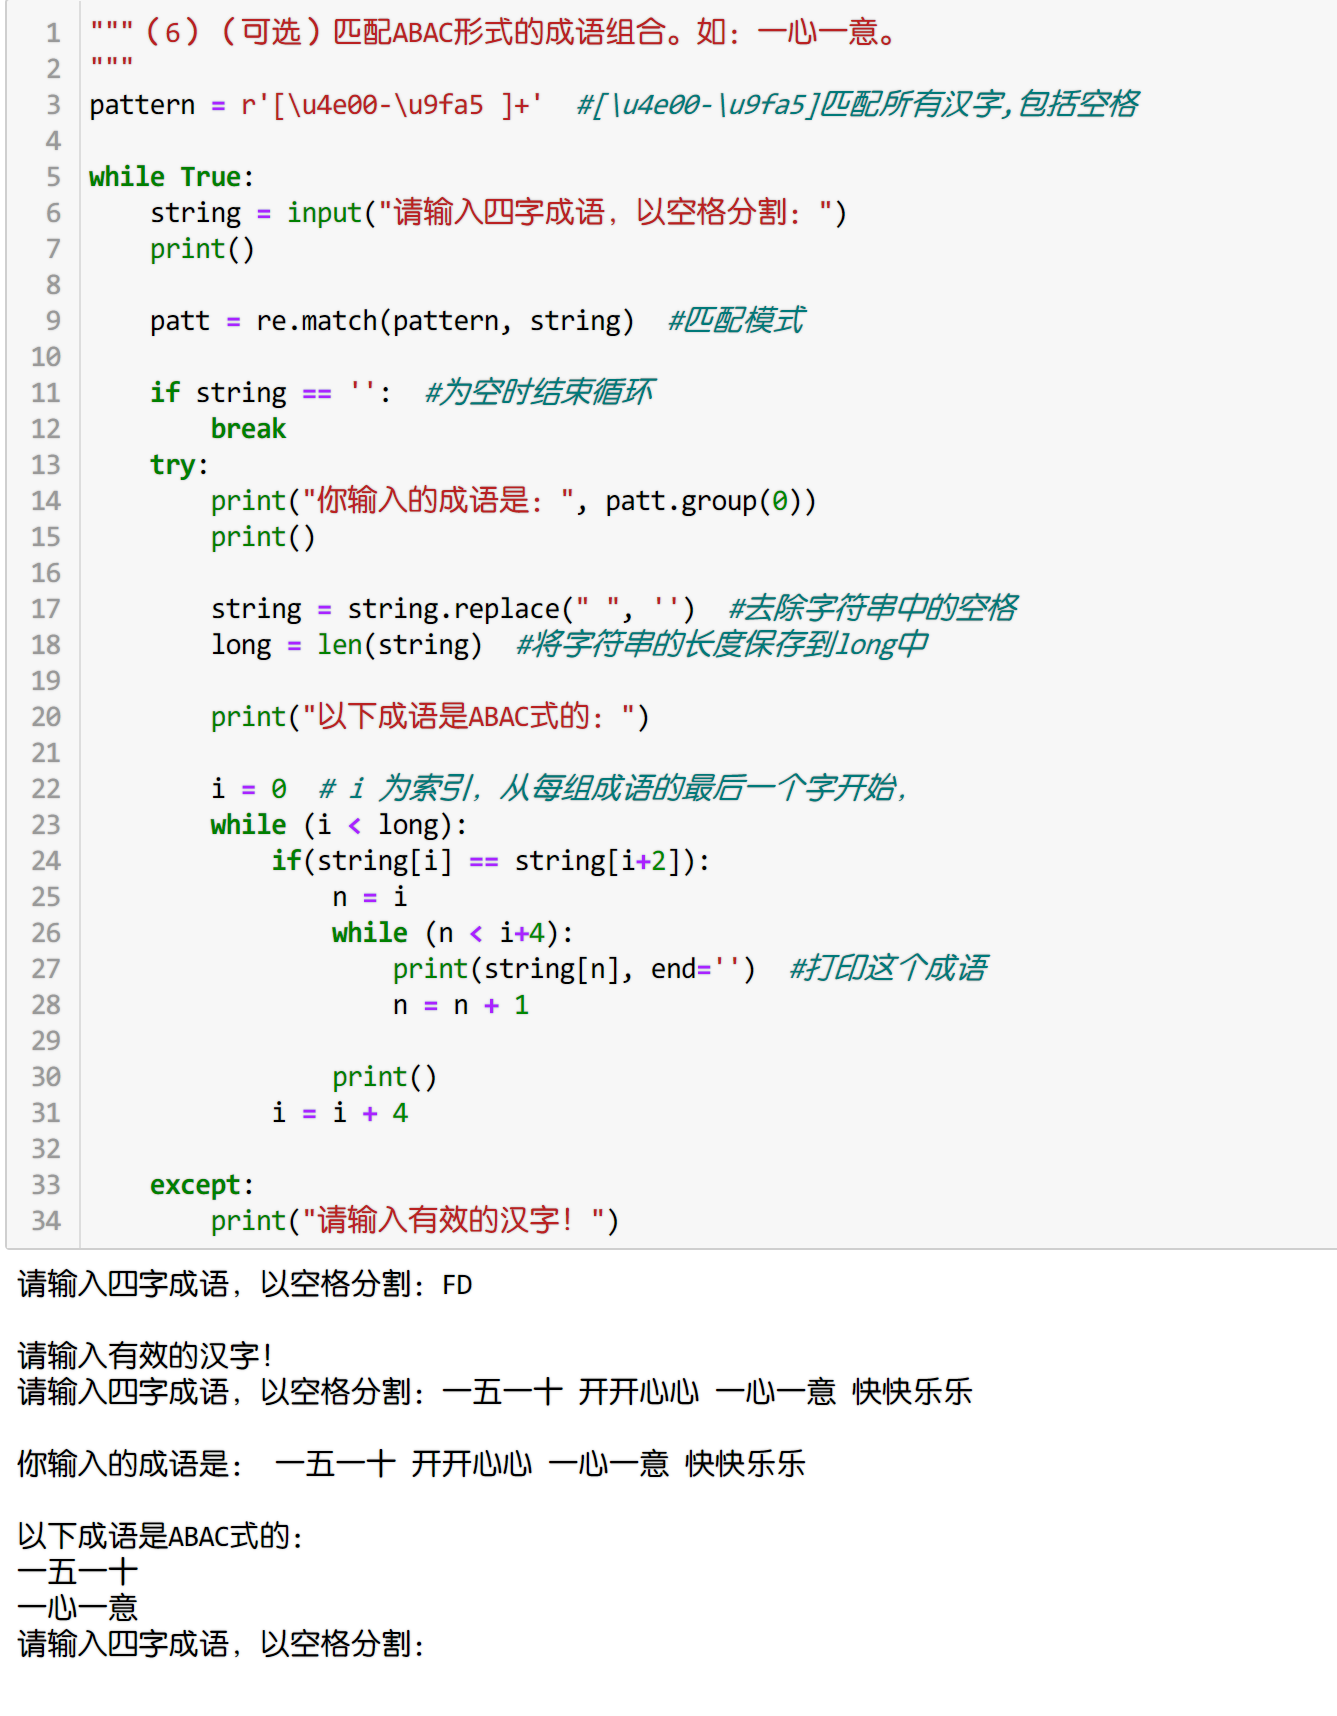 1 """（6）（可选）匹配ABAC形式的成语组合。如：一心一意。
2 """
3 pattern = r'[\u4e00-\u9fa5 ]+'  #[\u4e00-\u9fa5]匹配所有汉字,包括空格
4
5 while True:
6     string = input("请输入四字成语，以空格分割：")
7     print()
8
9     patt = re.match(pattern, string)  #匹配模式
10
11     if string == '':  #为空时结束循环
12         break
13     try:
14         print("你输入的成语是：", patt.group(0))
15         print()
16
17         string = string.replace(" ", '')  #去除字符串中的空格
18         long = len(string)  #将字符串的长度保存到long中
19
20         print("以下成语是ABAC式的：")
21
22         i = 0  # i 为索引，从每组成语的最后一个字开始，
23         while (i < long):
24             if(string[i] == string[i+2]):
25                 n = i
26                 while (n < i+4):
27                     print(string[n], end='')  #打印这个成语
28                     n = n + 1
29
30                 print()
31             i = i + 4
32
33     except:
34         print("请输入有效的汉字！")
请输入四字成语，以空格分割：FD
请输入有效的汉字！
请输入四字成语，以空格分割：一五一十 开开心心 一心一意 快快乐乐
你输入的成语是： 一五一十 开开心心 一心一意 快快乐乐
以下成语是ABAC式的：
一五一十
一心一意
请输入四字成语，以空格分割：